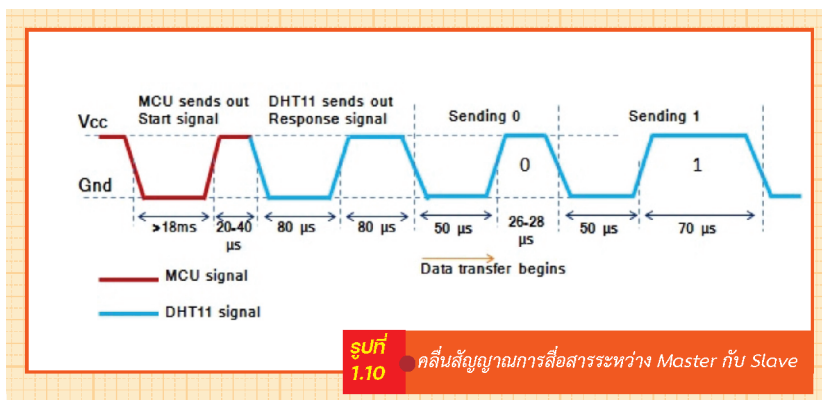 MCU sends out
Start signal
DHT11 sends out
Response signal
Sending 0
Sending 1
Vcc
Gnd
0
1
>18ms
20-40
µs
80 µs
80 µs
50 µs
26-28
µs
50 µs
70 µs
Data transfer begins
MCU signal
DHT11 signal
รูปที่
1.10
คลื่นสัญญาณการสื่อสารระหว่าง Master กับ Slave